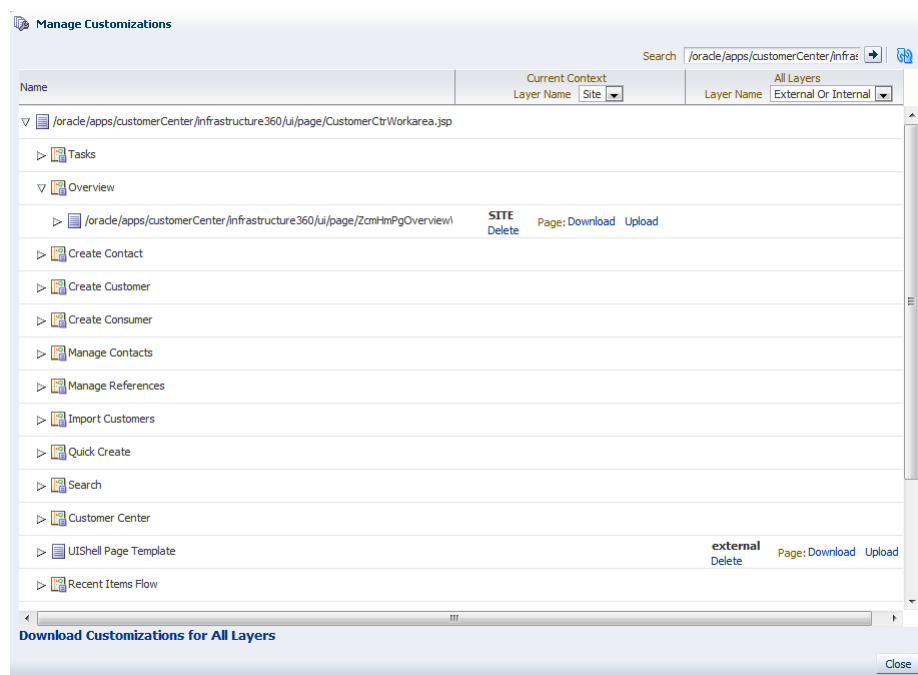 Manage Customizations
Search /oracle/apps/customerCenter/infras
Name
Current Context
Layer Name Site
All Layers
Layer Name External Or Internal
/oracle/apps/customerCenter/infrastructure360/ui/page/CustomerCtrWorkarea.jsp
Tasks
Overview
/oracle/apps/customerCenter/infrastructure360/ui/page/ZcmHmPgOverview
SITE
Delete
Page: Download Upload
Create Contact
Create Customer
Create Consumer
Manage Contacts
Manage References
Import Customers
Quick Create
Search
Customer Center
UIShell Page Template
external
Delete
Page: Download Upload
Recent Items Flow
Download Customizations for All Layers
Close